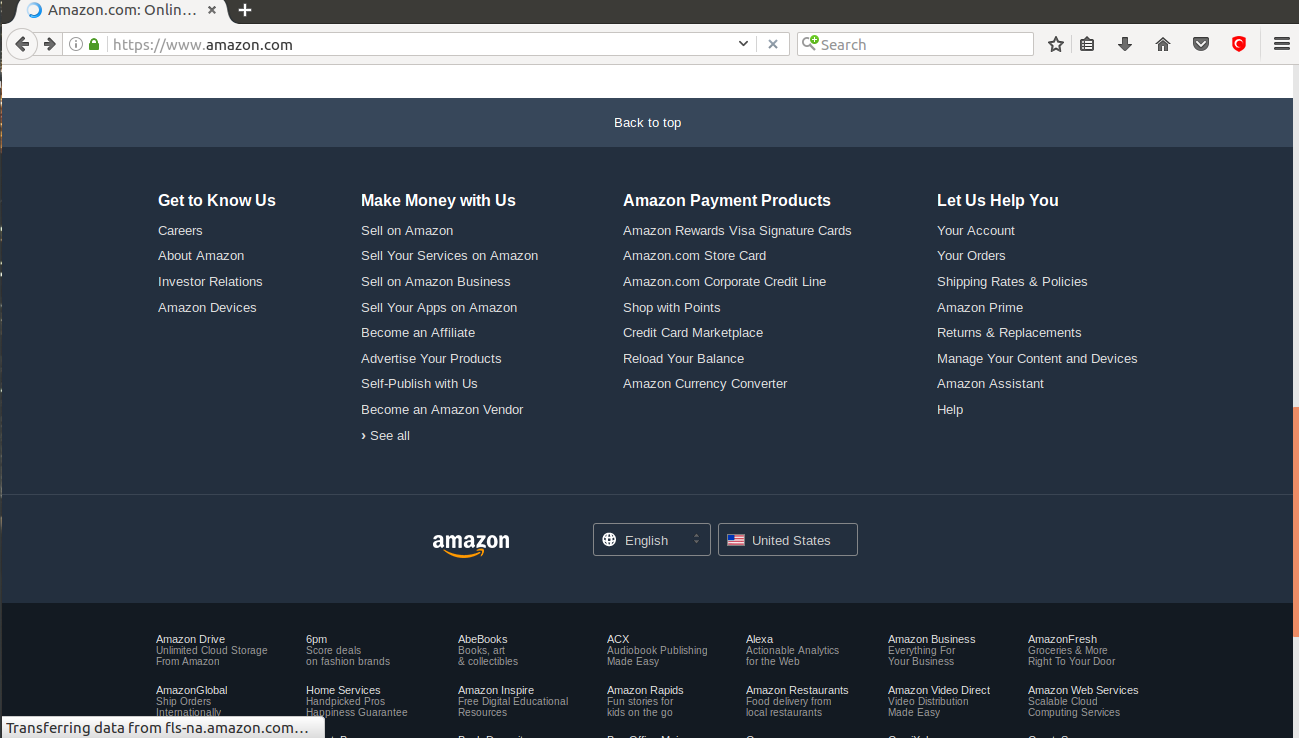 Amazon.com: Onlin...
https://www.amazon.com
Search
Back to top
Get to Know Us
Careers
About Amazon
Investor Relations
Amazon Devices
Make Money with Us
Sell on Amazon
Sell Your Services on Amazon
Sell on Amazon Business
Sell Your Apps on Amazon
Become an Affiliate
Advertise Your Products
Self-Publish with Us
Become an Amazon Vendor
› See all
Amazon Payment Products
Amazon Rewards Visa Signature Cards
Amazon.com Store Card
Amazon.com Corporate Credit Line
Shop with Points
Credit Card Marketplace
Reload Your Balance
Amazon Currency Converter
Let Us Help You
Your Account
Your Orders
Shipping Rates & Policies
Amazon Prime
Returns & Replacements
Manage Your Content and Devices
Amazon Assistant
Help
amazon
English
United States
Amazon Drive
Unlimited Cloud Storage
From Amazon
6pm
Score deals
on fashion brands
AbeBooks
Books, art
& collectibles
ACX
Audiobook Publishing
Made Easy
Alexa
Actionable Analytics
for the Web
Amazon Business
Everything For
Your Business
AmazonFresh
Groceries & More
Right To Your Door
AmazonGlobal
Ship Orders
Internationally
Home Services
Handpicked Pros
Happiness Guarantee
Amazon Inspire
Free Digital Educational
Resources
Amazon Rapids
Fun stories for
kids on the go
Amazon Restaurants
Food delivery from
local restaurants
Amazon Video Direct
Video Distribution
Made Easy
Amazon Web Services
Scalable Cloud
Computing Services
Transferring data from fls-na.amazon.com...